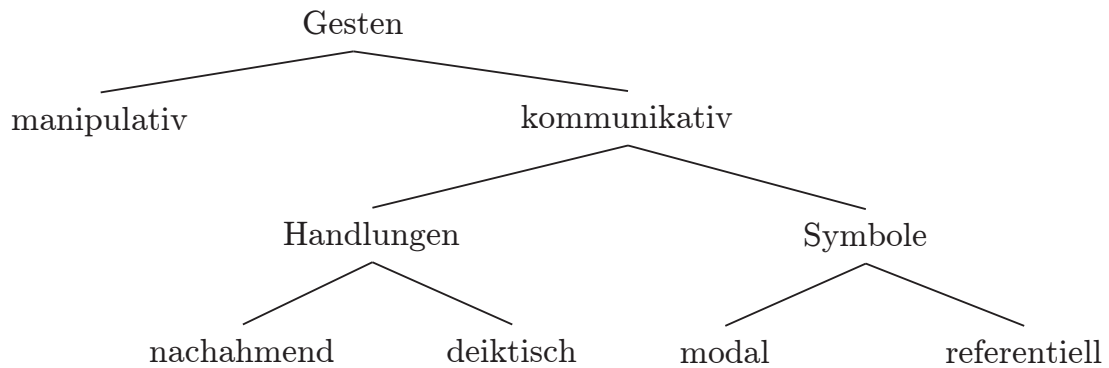 Gesten
manipulativ kommunikativ
Handlungen Symbole
nachahmend deiktisch modal referentiell